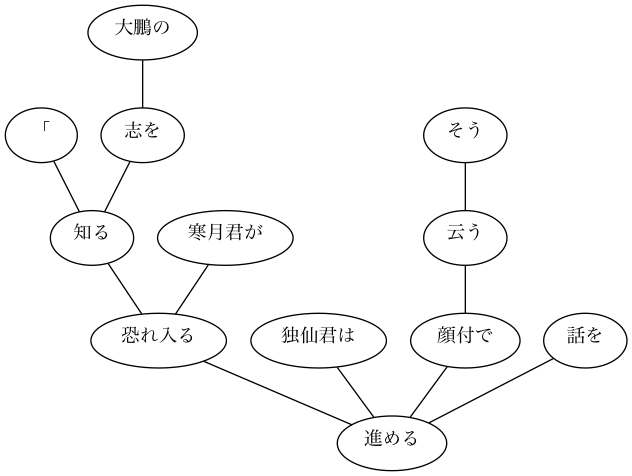 大鵬の
「
志を
そう
知る
寒月君が
云う
恐れ入る
独仙君は
顔付で
話を
進める